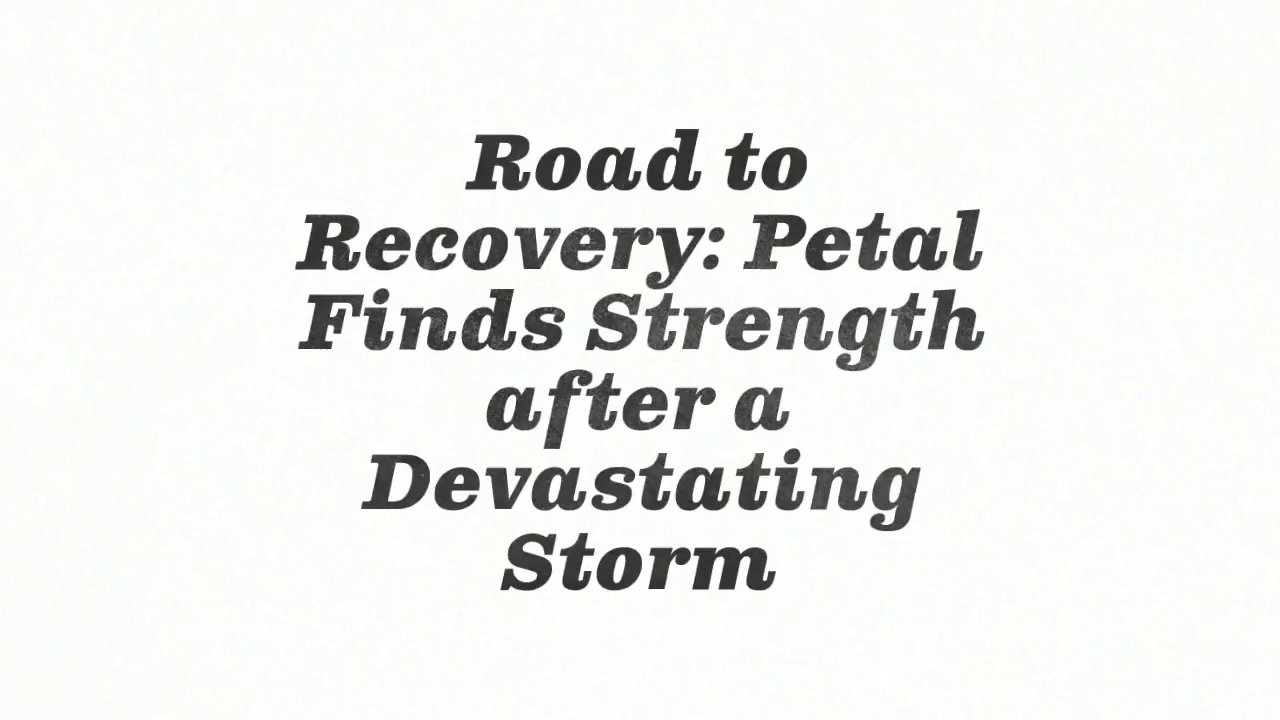 Road to
Recovery: Petal
Finds Strength
after a
Devastating
Storm